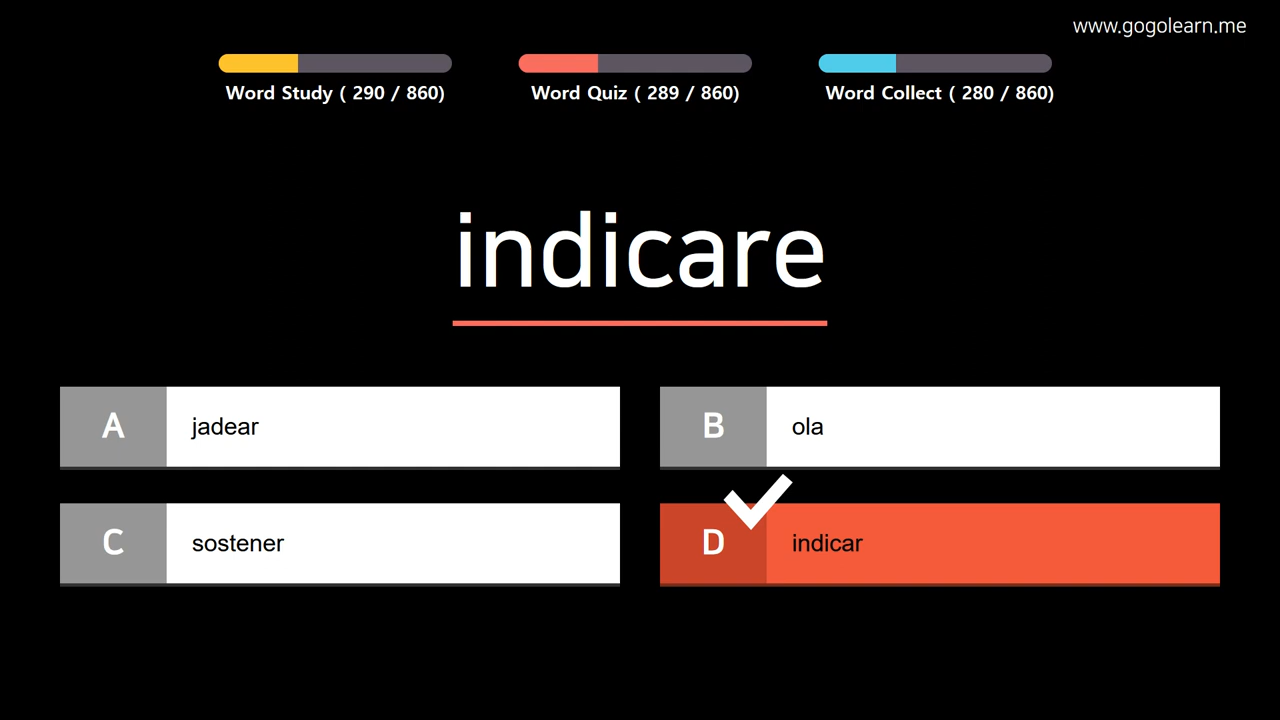 www.gogolearn.me
Word Study ( 290 / 860)
Word Quiz ( 289 / 860)
Word Collect ( 280 / 860)
indicare
A jadear
B ola
C sostener
D indicar